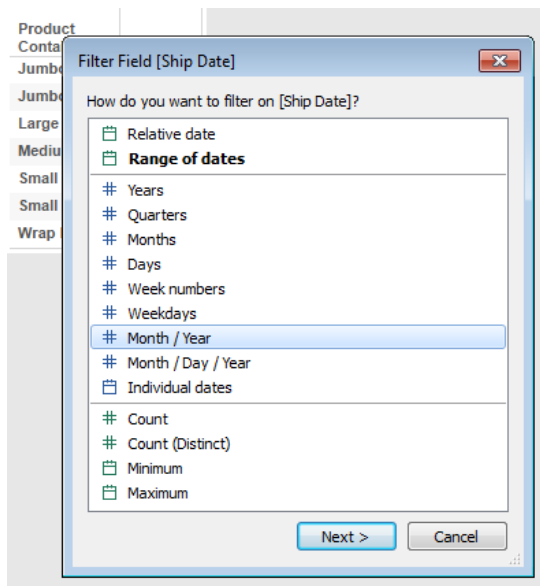 Product
Conta
Jumbo
Jumbo
Large
Mediu
Small
Small
Wrap
Filter Field [Ship Date]
How do you want to filter on [Ship Date]?
Relative date
Range of dates
# Years
# Quarters
# Months
# Days
# Week numbers
# Weekdays
# Month / Year
# Month / Day / Year
Individual dates
# Count
# Count (Distinct)
Minimum
Maximum
Next >
Cancel